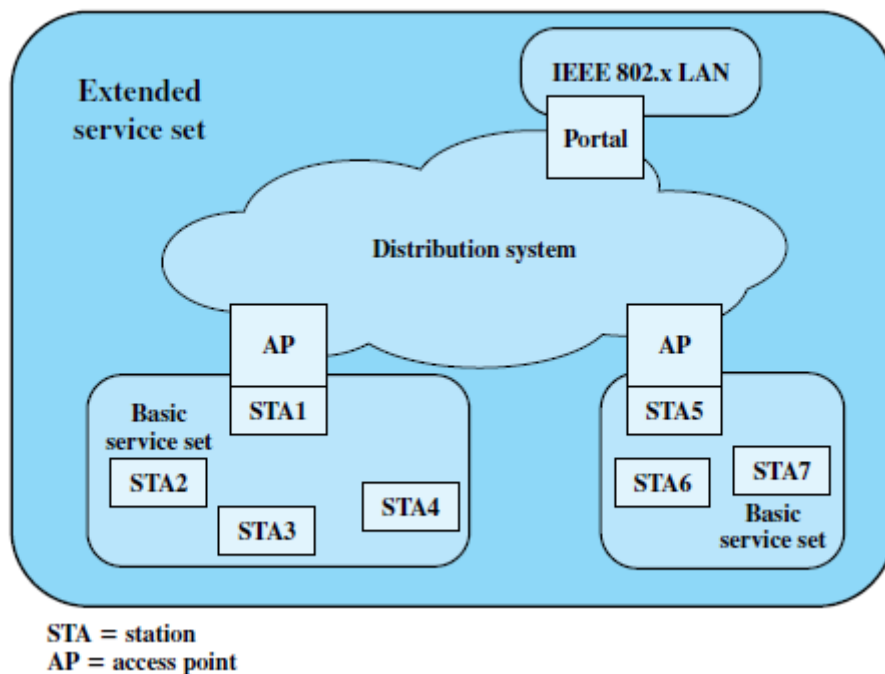 IEEE 802.x LAN
Extended
service set
Portal
Distribution system
AP
AP
STA1
STA5
Basic
service set
STA2
STA3
STA4
STA6
STA7
Basic
service set
STA = station
AP = access point